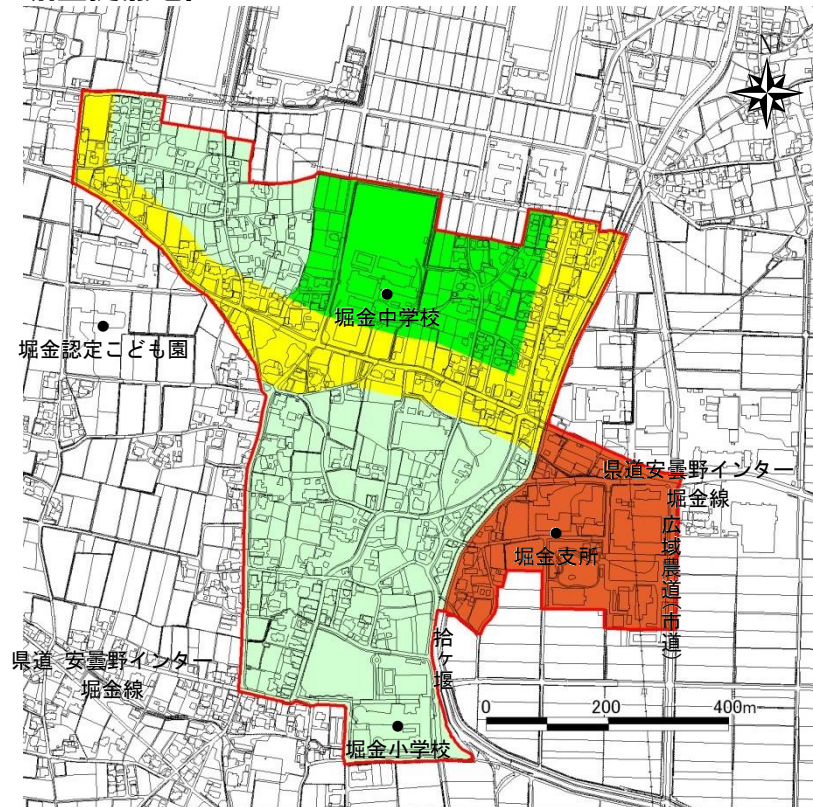 N
堀金中学校
堀金認定こども園
県道安曇野インター
堀金線
堀金支所
広域農道(市道)
拾ヶ堰
県道 安曇野インター
堀金線
0 200 400m
堀金小学校